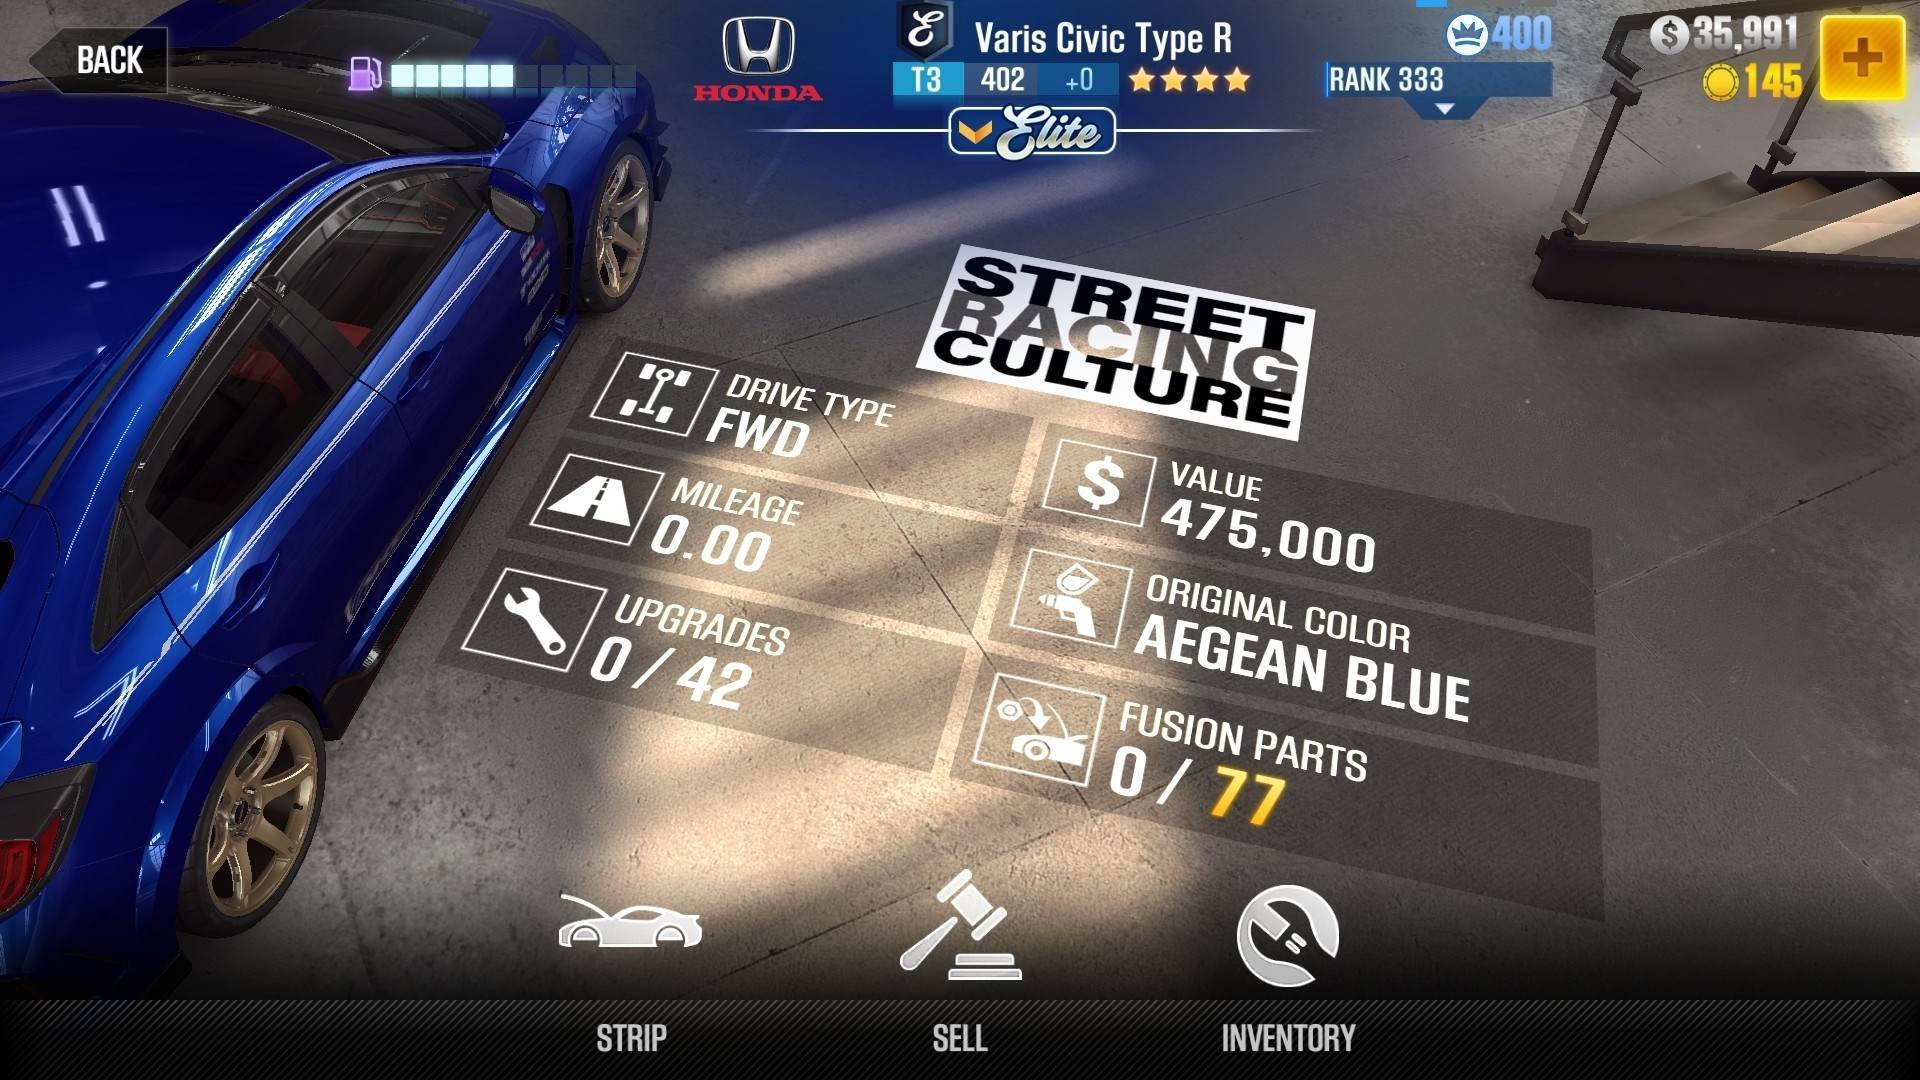 BACK
HONDA
Ɛ
Varis Civic Type R
T3 402 +0
Elite
400
RANK 333
$ 35,991
145
+
STREET
RACING
CULTURE
DRIVE TYPE
FWD
MILEAGE
0.00
UPGRADES
0 / 42
$ VALUE
475,000
ORIGINAL COLOR
AEGEAN BLUE
FUSION PARTS
0 / 77
STRIP
SELL
INVENTORY